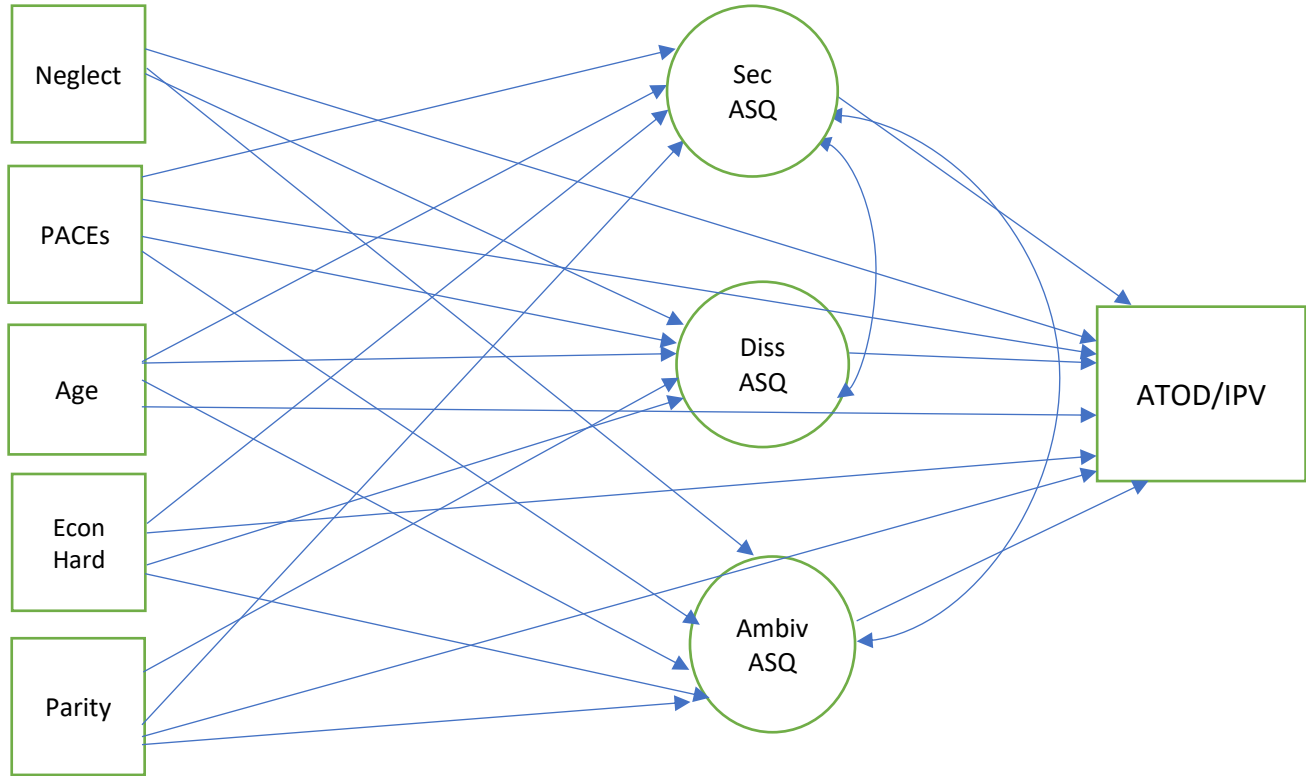 Neglect
PACEs
Age
Econ
Hard
Parity
Sec
ASQ
Diss
ASQ
Ambiv
ASQ
ATOD/IPV